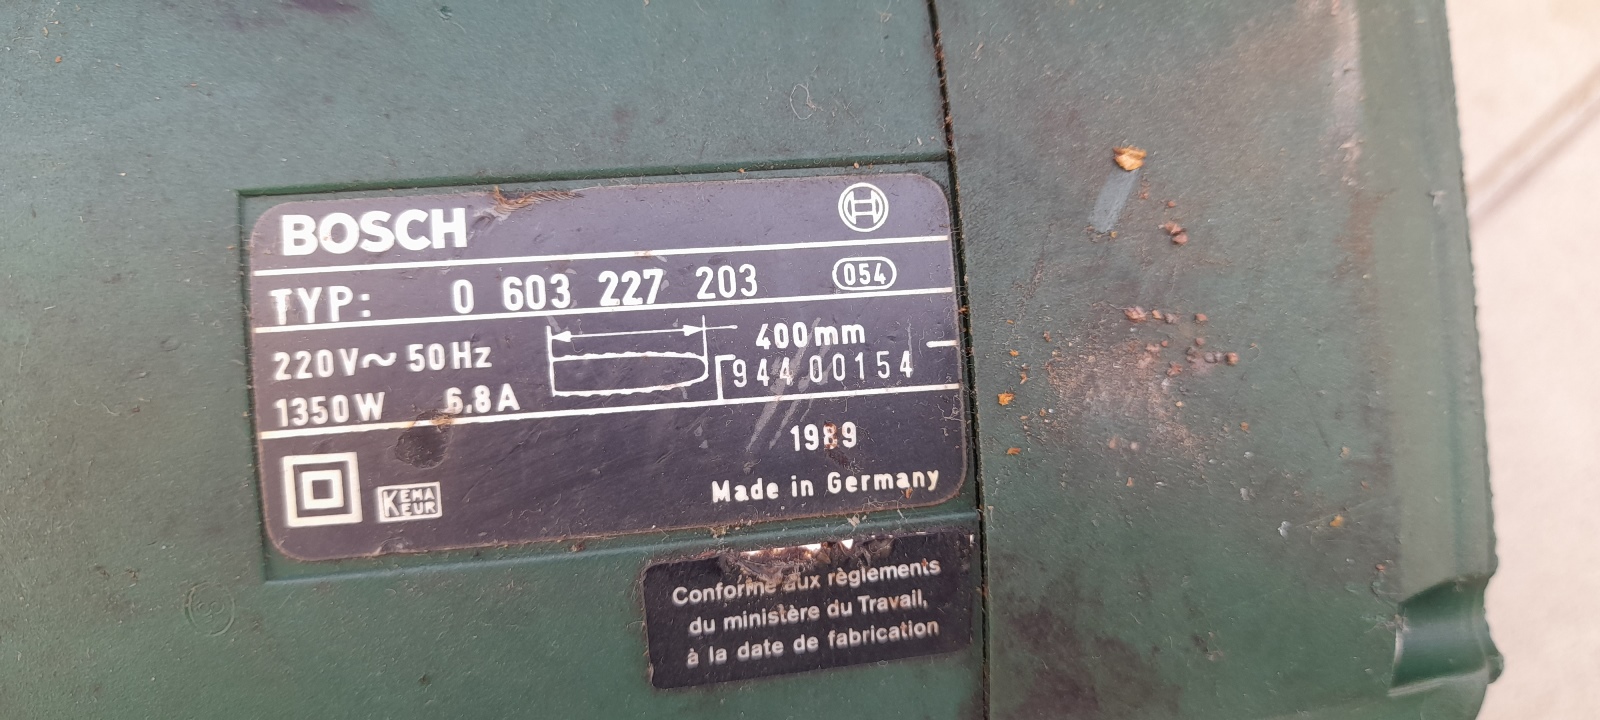 BOSCH
TYP: 0 603 227 203 054
220V~ 50Hz 400mm
94400154
1350W 6.8A
1989
KEMA
KEUR
Made in Germany
Conforme aux règlements
du ministère du Travail,
à la date de fabrication